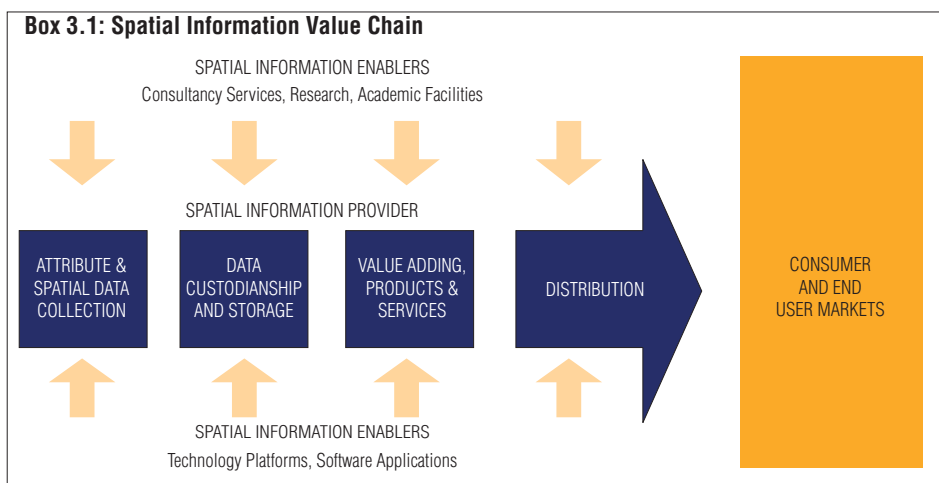 Box 3.1: Spatial Information Value Chain
SPATIAL INFORMATION ENABLERS
Consultancy Services, Research, Academic Facilities
SPATIAL INFORMATION PROVIDER
ATTRIBUTE &
SPATIAL DATA
COLLECTION
DATA
CUSTODIANSHIP
AND STORAGE
VALUE ADDING,
PRODUCTS &
SERVICES
DISTRIBUTION
CONSUMER
AND END
USER MARKETS
SPATIAL INFORMATION ENABLERS
Technology Platforms, Software Applications